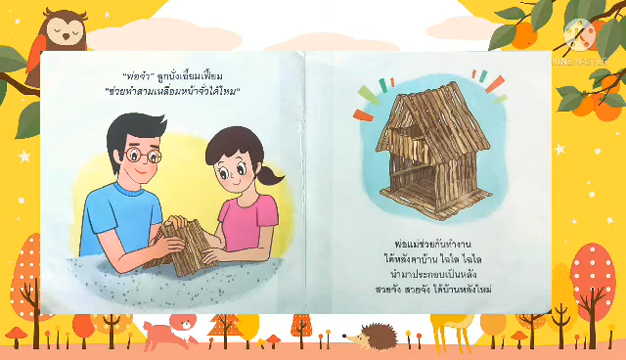 "พ่อจ๋า" ลูกนั่งเขี้ยมเฟี้ยม
"ช่วยทำสามเหลี่ยมหน้าจั่วได้ไหม"
พ่อแม่ช่วยกันทำงาน
ได้หลังคาบ้าน ไฉไล ไฉไล
นำมาประกอบเป็นหลัง
สวยจัง สวยจัง ได้บ้านหลังใหม่